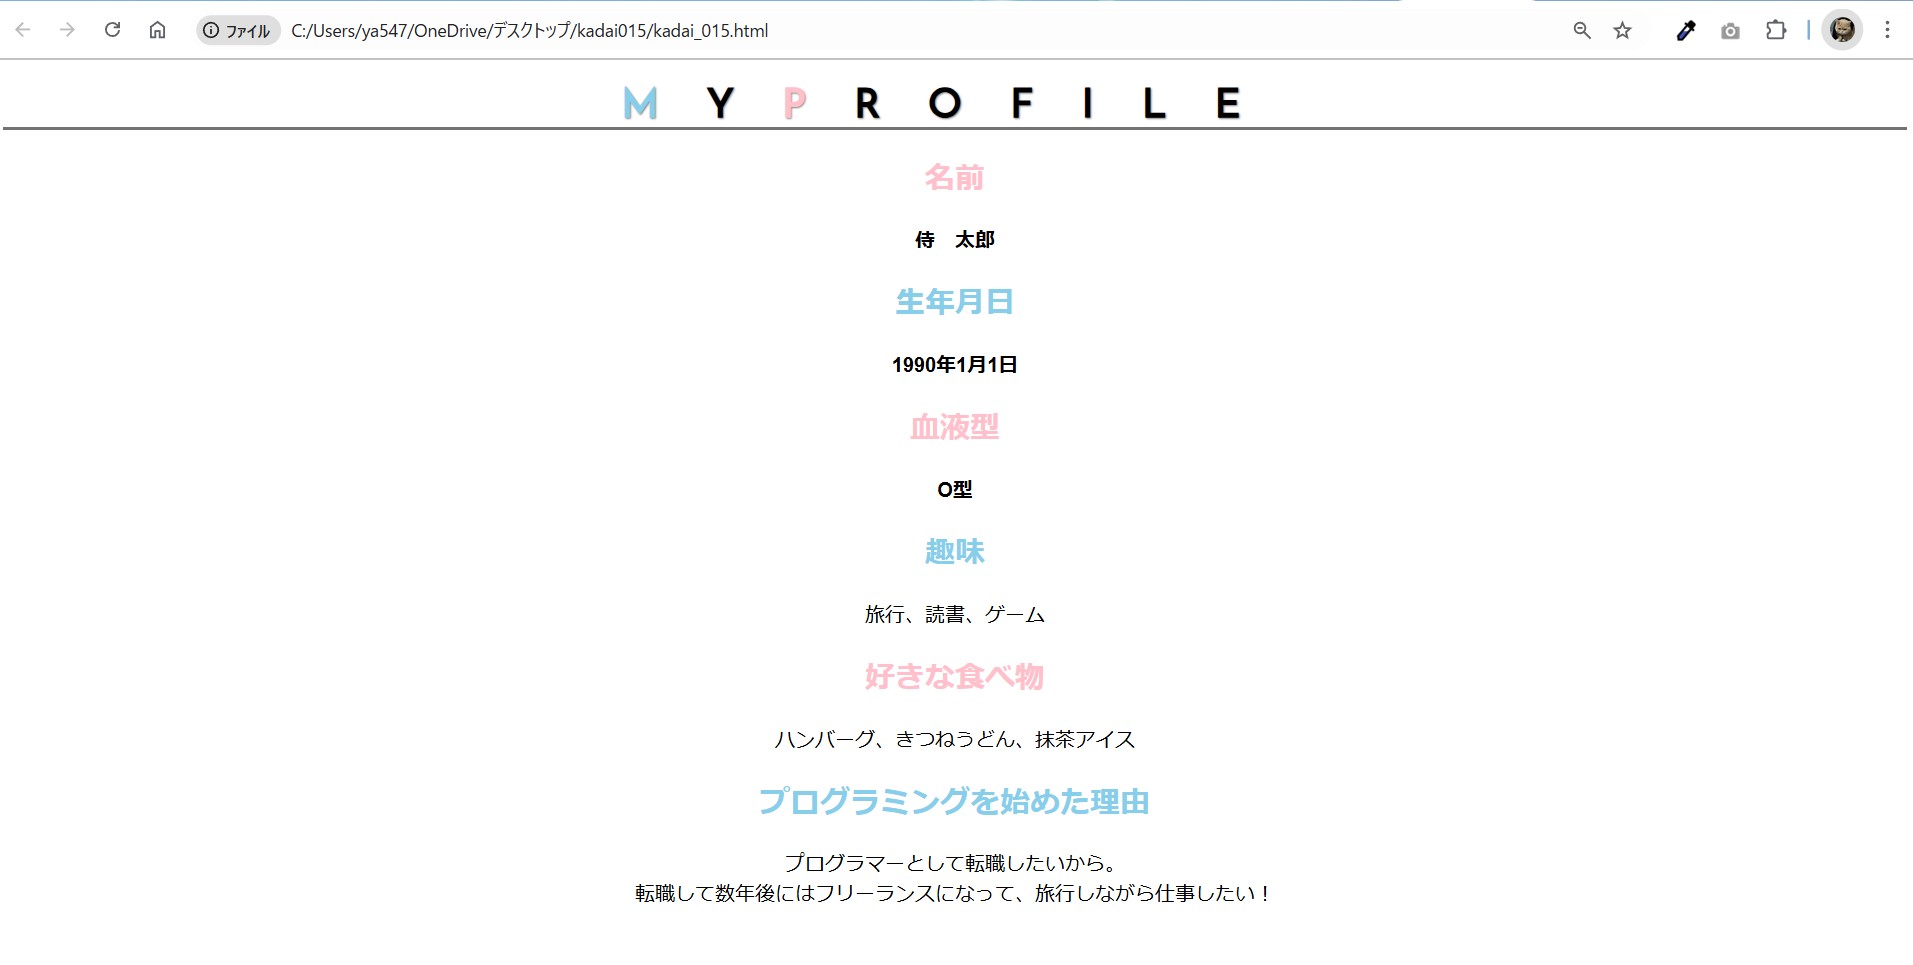 ファイル C:/Users/ya547/OneDrive/デスクトップ/kadai015/kadai_015.html
M Y P R O F I L E
名前
侍　太郎
生年月日
1990年1月1日
血液型
O型
趣味
旅行、読書、ゲーム
好きな食べ物
ハンバーグ、きつねうどん、抹茶アイス
プログラミングを始めた理由
プログラマーとして転職したいから。
転職して数年後にはフリーランスになって、旅行しながら仕事したい！